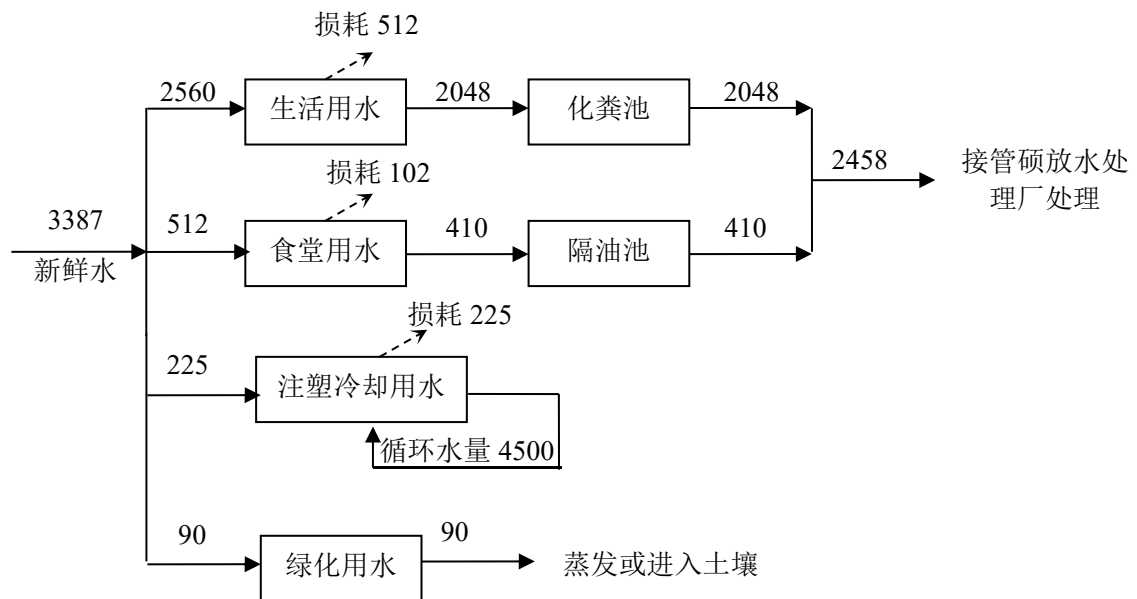 损耗 512
2560
生活用水
2048
化粪池
2048
2458
接管硕放水处
理厂处理
损耗 102
3387
新鲜水
512
食堂用水
410
隔油池
410
损耗 225
225
注塑冷却用水
循环水量 4500
90
绿化用水
90
蒸发或进入土壤